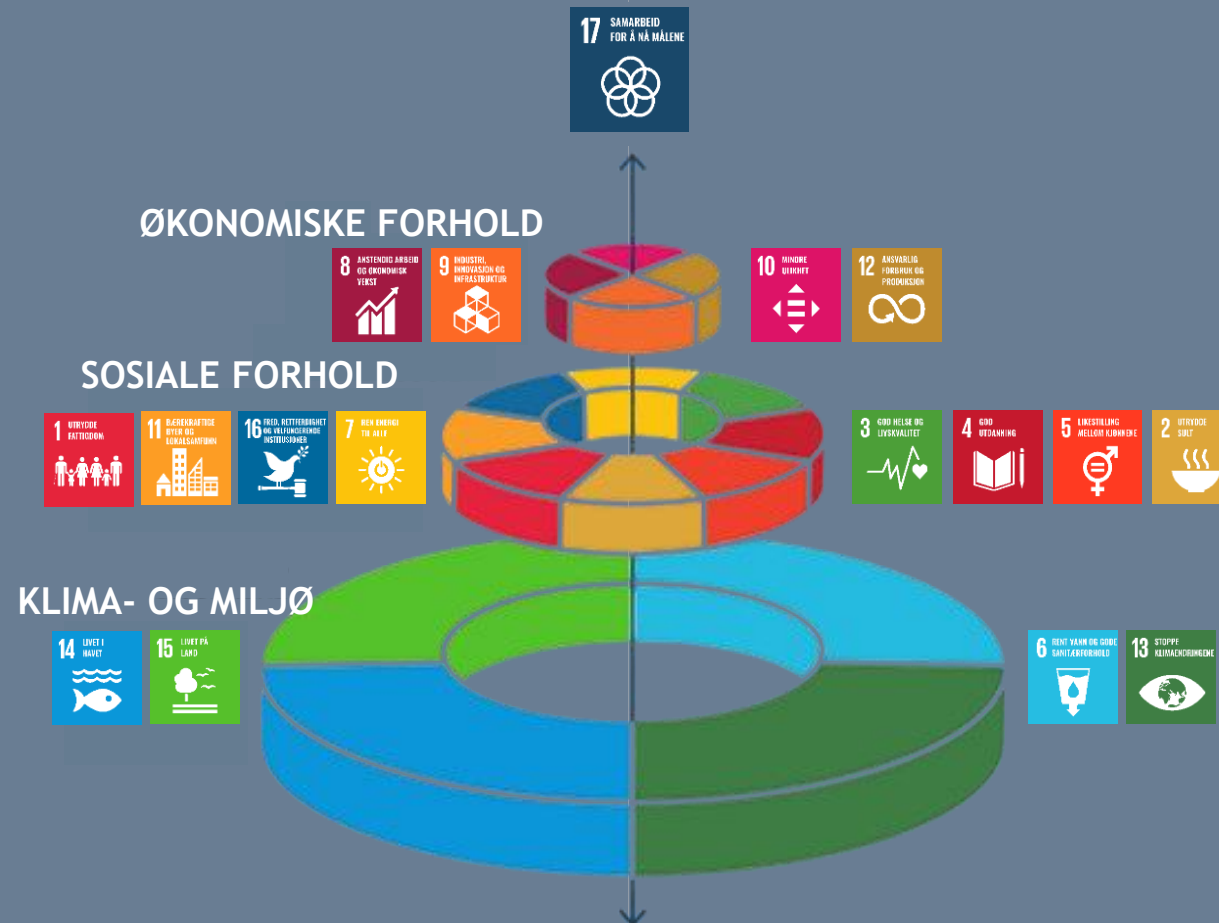 17 SAMARBEID
FOR Å NÅ MÅLENE
ØKONOMISKE FORHOLD
8 ANSTENDIG ARBEID
OG ØKONOMISK
VEKST
9 INDUSTRI,
INNOVASJON OG
INFRASTRUKTUR
10 MINDRE
ULIKHET
12 ANSVARLIG
FORBRUK OG
PRODUKSJON
SOSIALE FORHOLD
1 UTRYDDE
FATTIGDOM
11 BÆREKRAFTIGE
BYER OG
LOKALSAMFUNN
16 FRED, RETTFERDIGHET
OG VELFUNGERENDE
INSTITUSJONER
7 REN ENERGI
TIL ALLE
3 GOD HELSE OG
LIVSKVALITET
4 GOD
UTDANNING
5 LIKESTILLING
MELLOM KJØNNENE
2 UTRYDDE
SULT
KLIMA- OG MILJØ
14 LIVET I
HAVET
15 LIVET PÅ
LAND
6 RENT VANN OG GODE
SANITÆRFORHOLD
13 STOPPE
KLIMAENDRINGENE